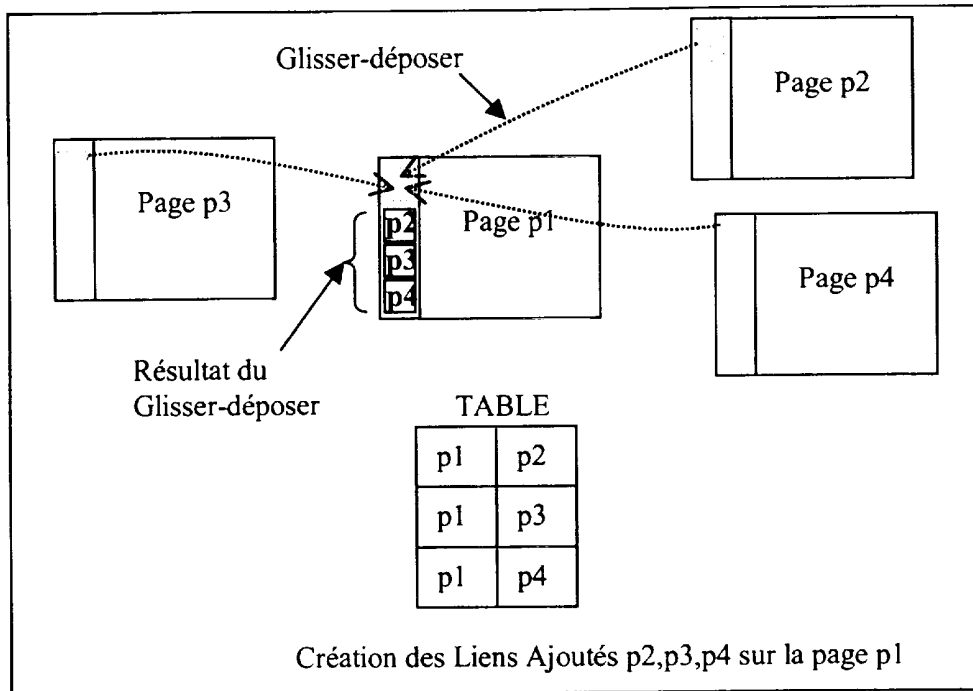 Glisser-déposer
Page p2
Page p3
Page p1
p2
p3
p4
Page p4
Résultat du
Glisser-déposer
TABLE
p1 p2
p1 p3
p1 p4
Création des Liens Ajoutés p2,p3,p4 sur la page p1